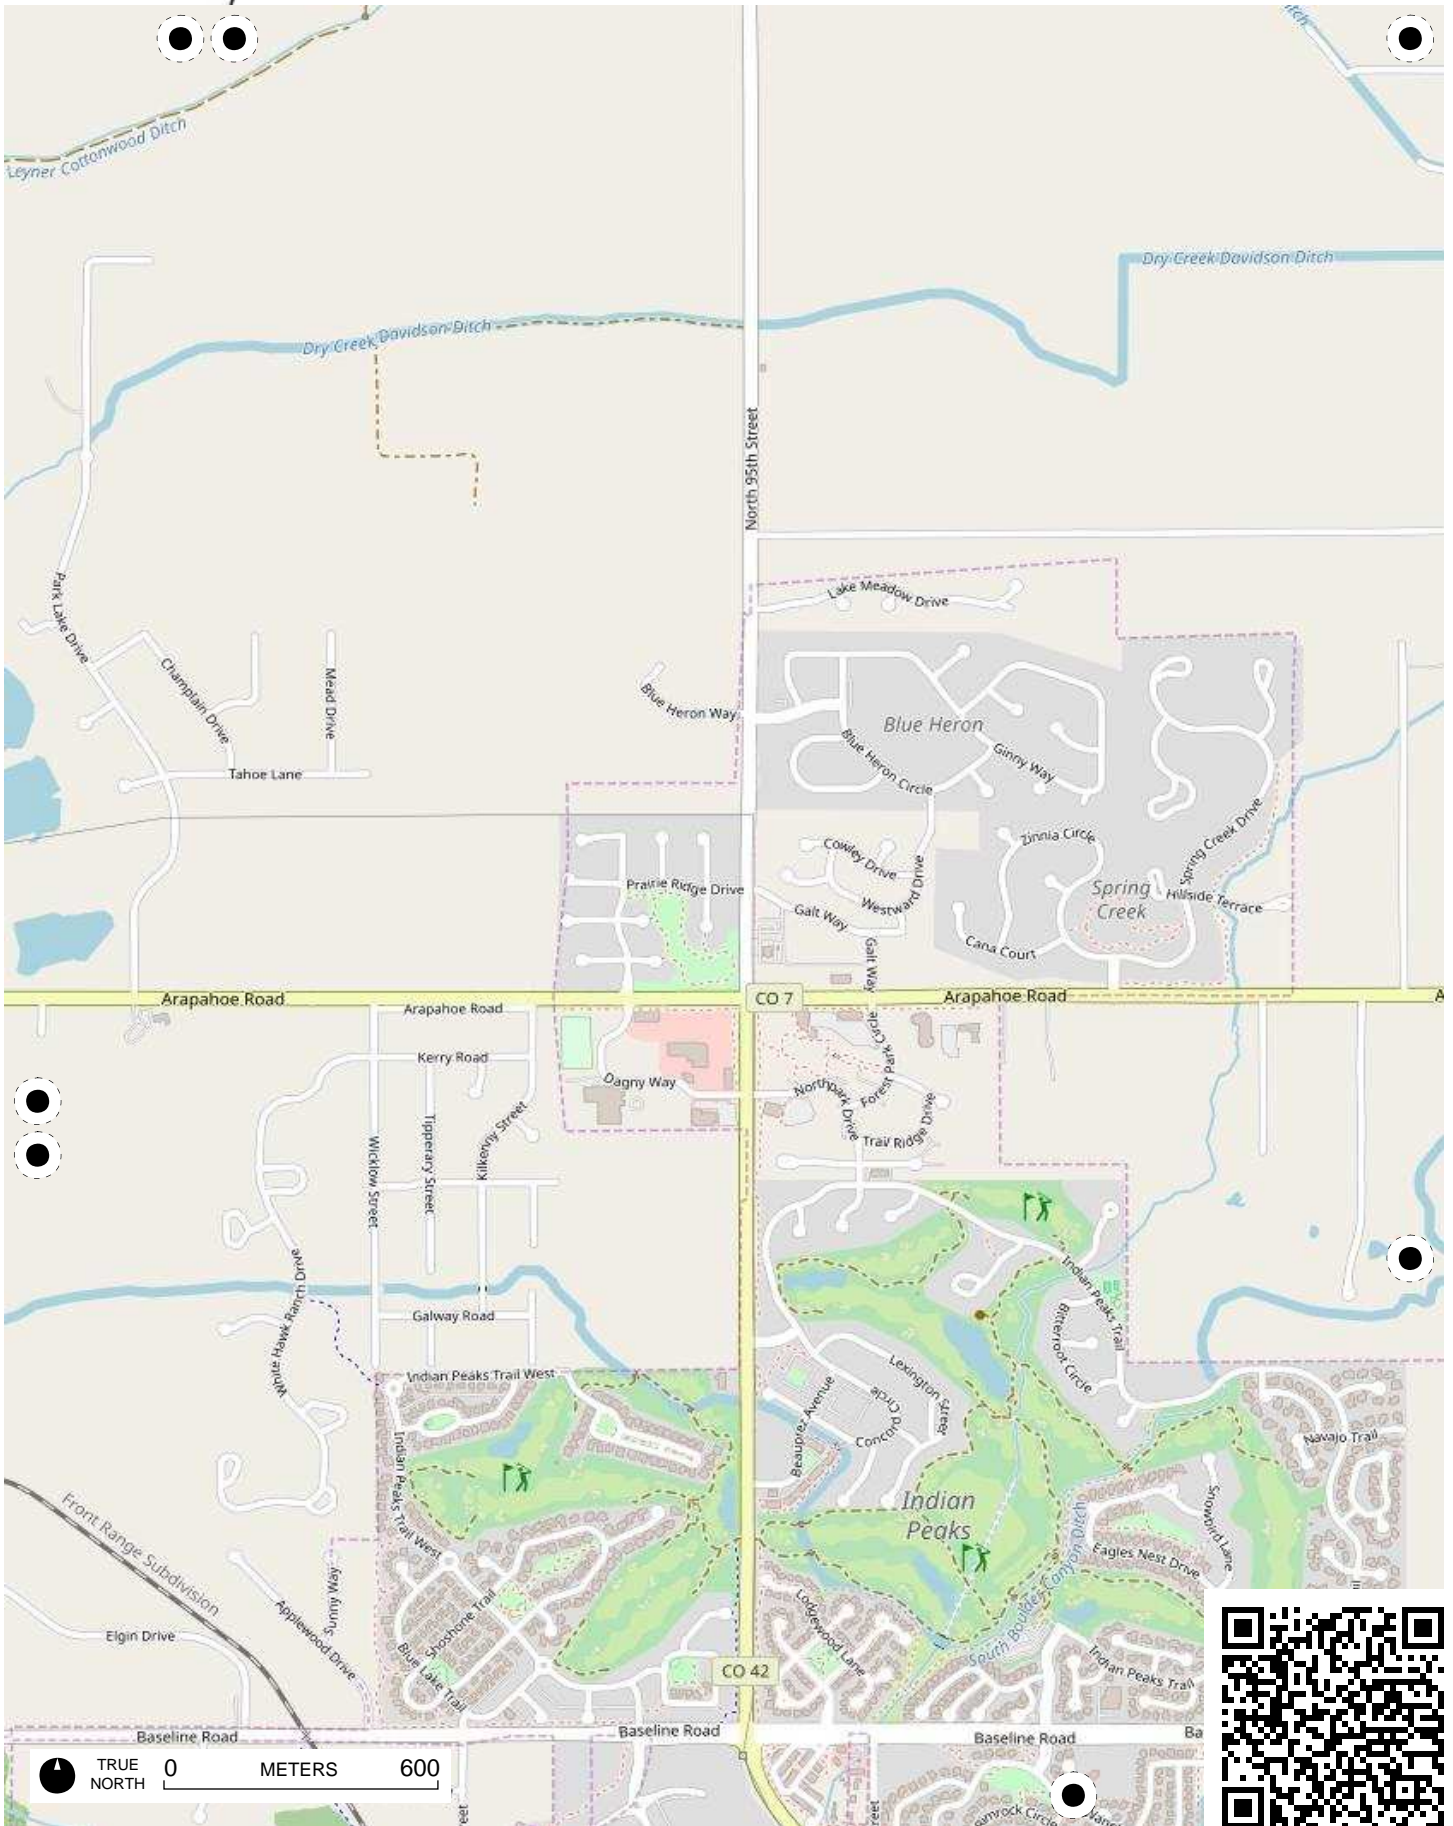 Leyner Cottonwood Ditch
Dry Creek Davidson Ditch
Dry Creek Davidson Ditch
North 95th Street
Lake Meadow Drive
Park Lake Drive
Champlain Drive
Mead Drive
Blue Heron Way
Blue Heron
Blue Heron Circle
Ginny Way
Tahoe Lane
Zinnia Circle
Spring Creek Drive
Cowley Drive
Prairie Ridge Drive
Westward Drive
Spring
Creek
Hillside Terrace
Galt Way
Galt Way
Cana Court
Arapahoe Road
CO 7
Arapahoe Road
Arapahoe Road
Kerry Road
Dagny Way
Northpark Drive
Forest Park Circle
Trail Ridge Drive
Wicklow Street
Tipperary Street
Kilkenny Street
White Hawk Ranch Drive
Galway Road
Indian Peaks Trail
Bitterroot Circle
Indian Peaks Trail West
Lexington Street
Concord Circle
Beauprez Avenue
Navajo Trail
Indian Peaks Trail West
Indian
Peaks
Snowbird Lane
Eagles Nest Drive
South Boulder Canyon Ditch
Front Range Subdivision
Sunny Way
Applewood Drive
Shoshone Trail
Blue Lake Trail
Lodgewood Lane
Elgin Drive
Indian Peaks Trail
CO 42
Baseline Road
Baseline Road
Baseline Road
TRUE
NORTH
0 METERS 600